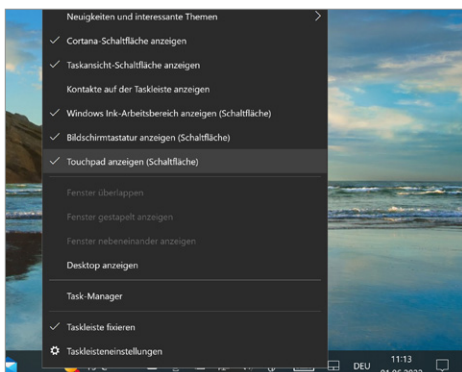 Neuigkeiten und interessante Themen
Cortana-Schaltfläche anzeigen
Taskansicht-Schaltfläche anzeigen
Kontakte auf der Taskleiste anzeigen
Windows Ink-Arbeitsbereich anzeigen (Schaltfläche)
Bildschirmtastatur anzeigen (Schaltfläche)
Touchpad anzeigen (Schaltfläche)
Fenster überlappen
Fenster gestapelt anzeigen
Fenster nebeneinander anzeigen
Desktop anzeigen
Task-Manager
Taskleiste fixieren
Taskleisteneinstellungen
DEU
11:13